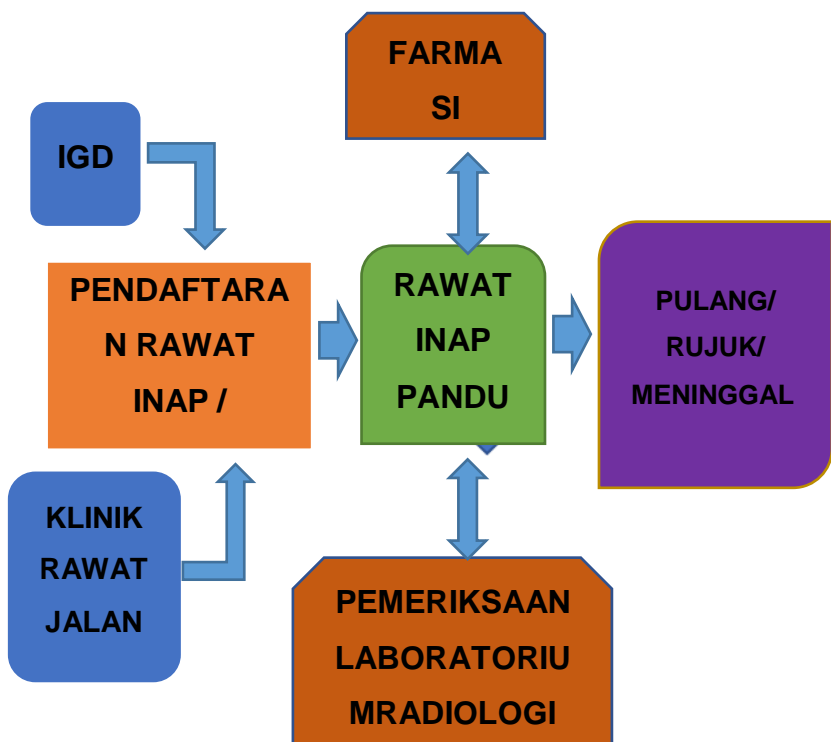 FARMA
SI
IGD
PENDAFTARA
N RAWAT
INAP /
RAWAT
INAP
PANDU
PULANG/
RUJUK/
MENINGGAL
KLINIK
RAWAT
JALAN
PEMERIKSAAN
LABORATORIU
MRADIOLOGI